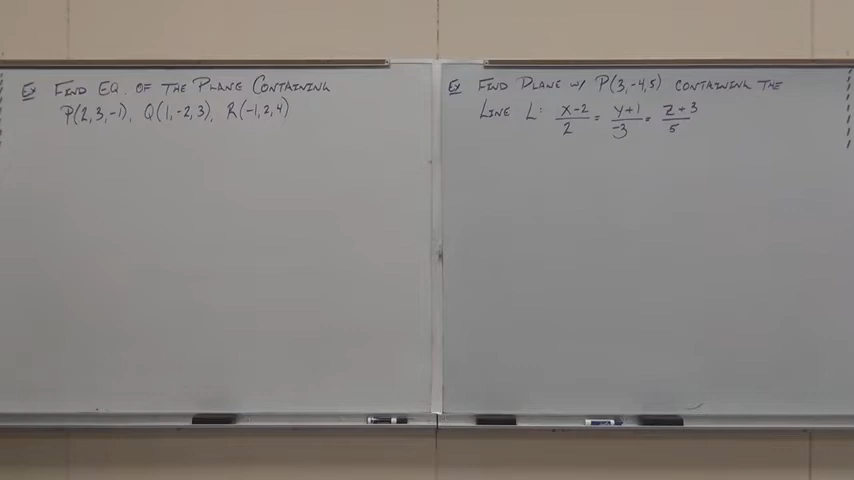 Ex Find Eq. of the Plane Containing
P(2,3,-1), Q(1,-2,3), R(-1,2,4)
Ex Find Plane w/ P(3,-4,5) containing the
Line L: x-2/2 = y+1/-3 = z+3/5